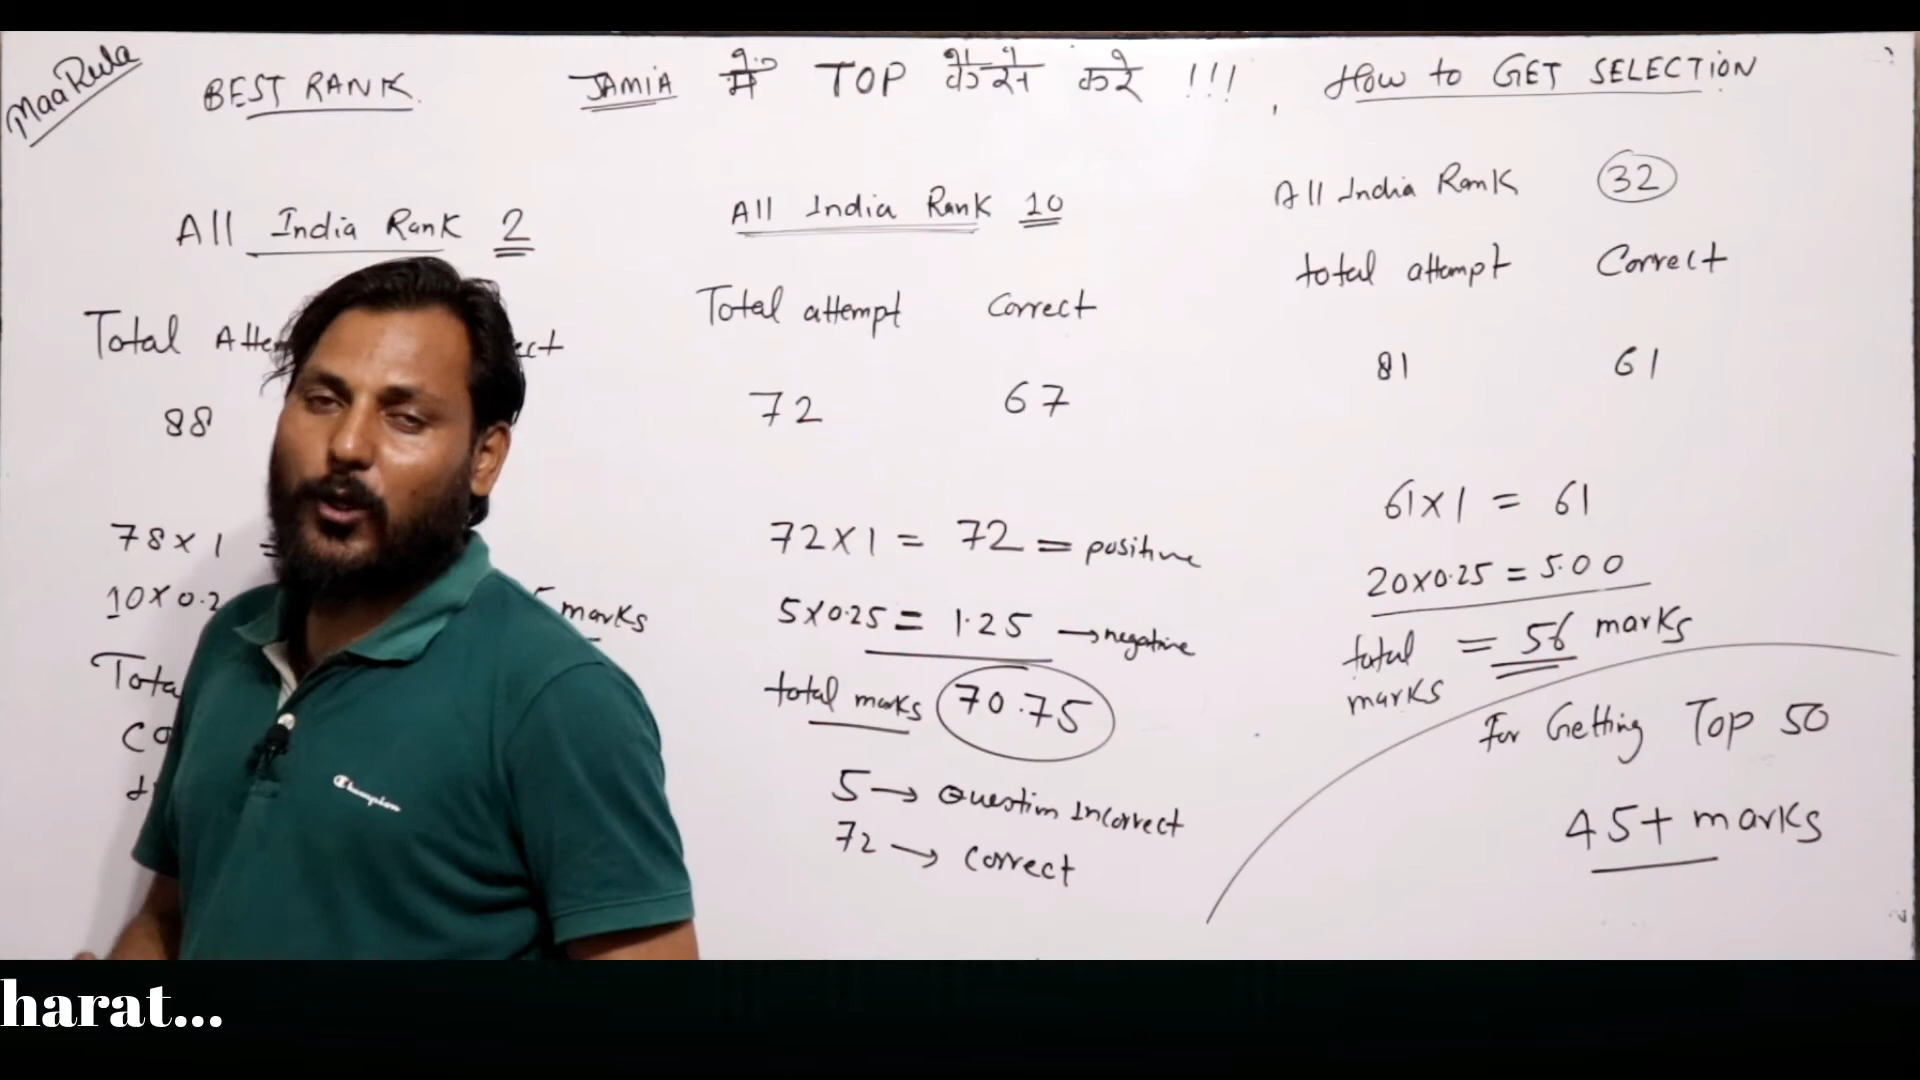 MaaRula
BEST RANK
JAMIA में TOP कैसे करें !!! , How to GET SELECTION
All India Rank 2
Total Atte
ect
88
78 x 1 =
10 x 0.2
marks
Tota
Co
All India Rank 10
Total attempt Correct
72 67
72 x 1 = 72 = positive
5 x 0.25 = 1.25 → negative
total marks 70.75
5 → Question Incorrect
72 → Correct
All India Rank 32
total attempt Correct
81 61
61 x 1 = 61
20 x 0.25 = 5.00
total = 56 marks
marks
For Getting Top 50
45+ marks
Champion
harat...